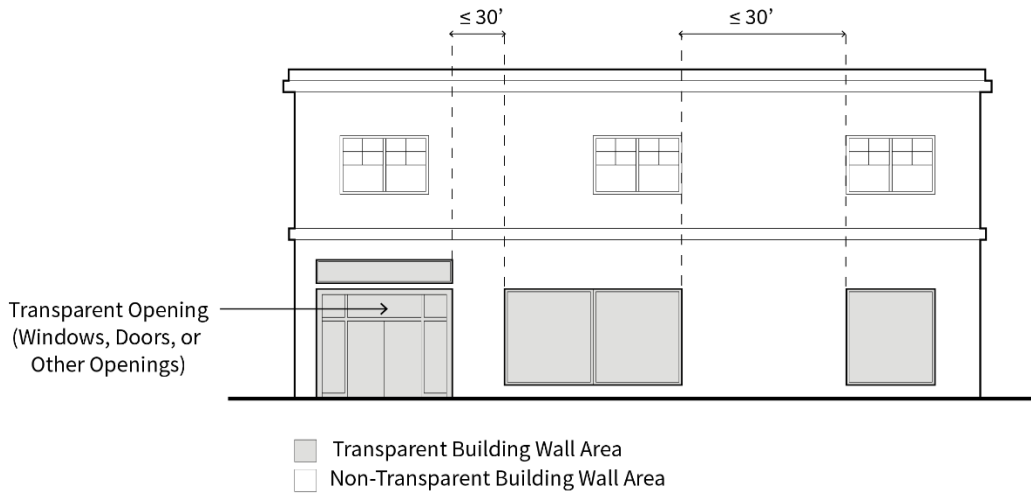 ≤ 30’ ≤ 30’
Transparent Opening
(Windows, Doors, or
Other Openings)
Transparent Building Wall Area
Non-Transparent Building Wall Area